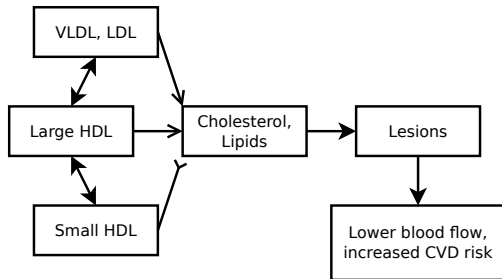 VLDL, LDL
Large HDL
Cholesterol,
Lipids
Lesions
Small HDL
Lower blood flow,
increased CVD risk